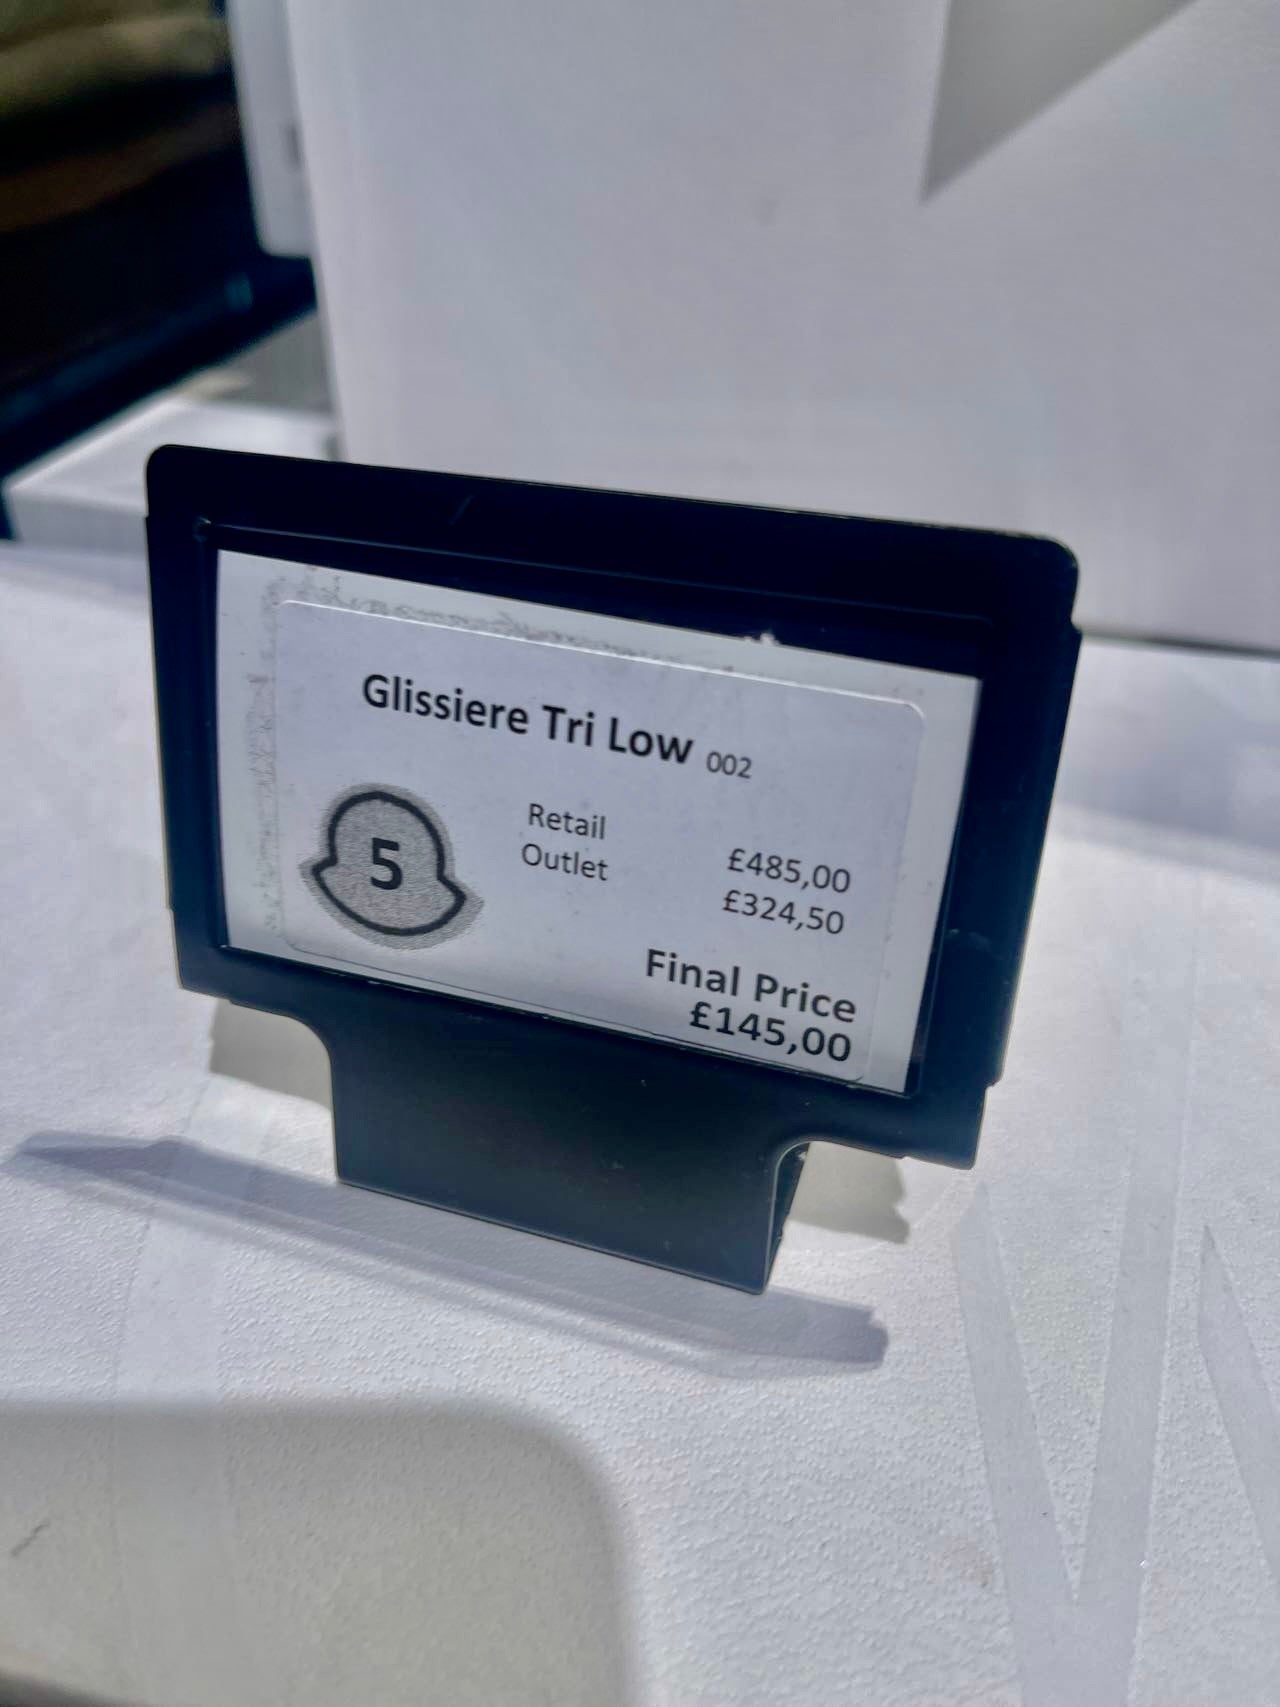 Glissiere Tri Low 002
5
Retail £485,00
Outlet £324,50
Final Price
£145,00